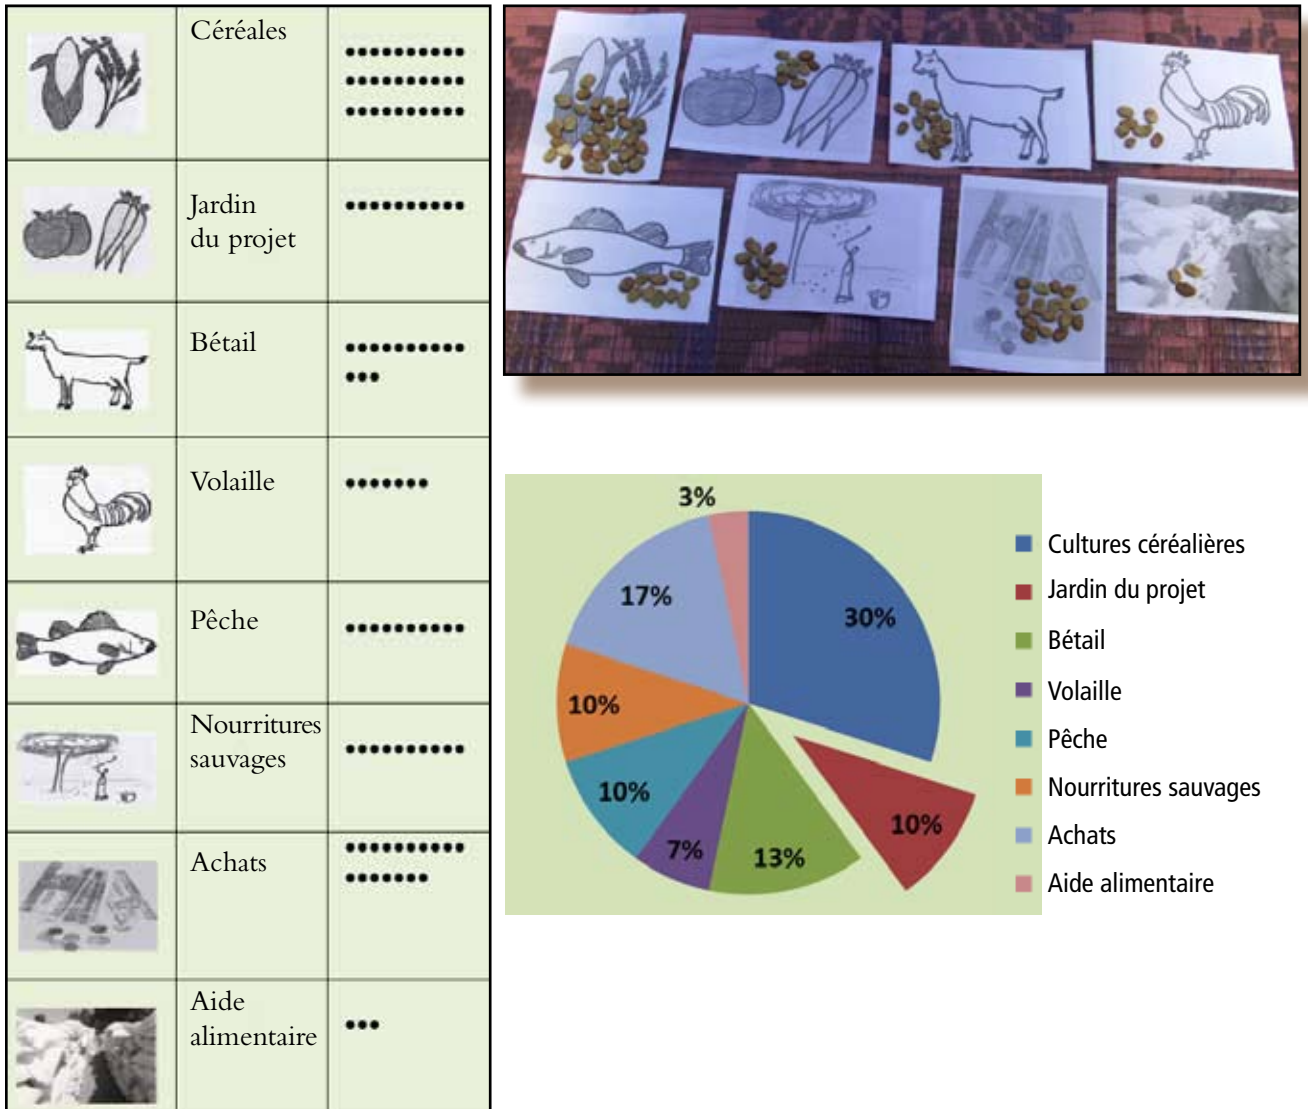 Céréales
Jardin
du projet
Bétail
Volaille
Pêche
Nourritures
sauvages
Achats
Aide
alimentaire
3%
17%
30%
10%
10%
10%
7%
13%
Cultures céréalières
Jardin du projet
Bétail
Volaille
Pêche
Nourritures sauvages
Achats
Aide alimentaire